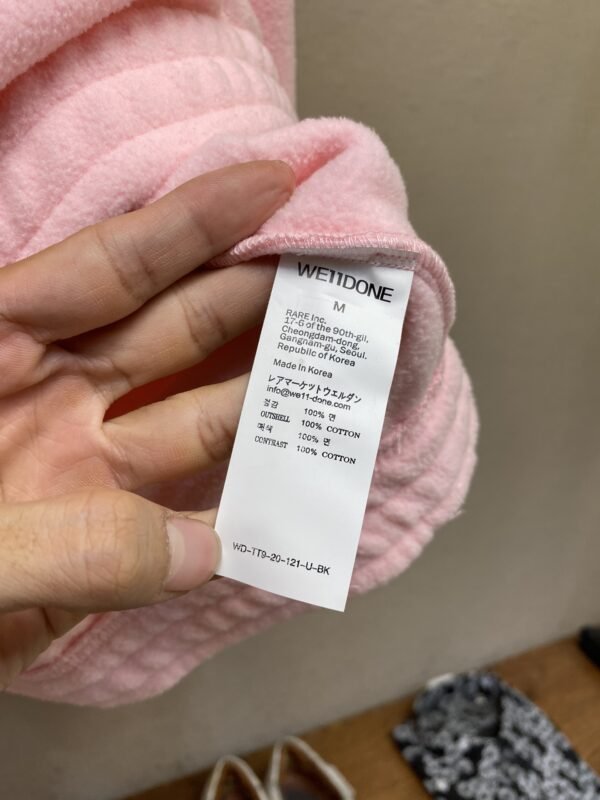 WE11DONE
M
RARE Inc.
17-G of the 90th-gil,
Cheongdam-dong,
Gangnam-gu, Seoul.
Republic of Korea
Made In Korea
レアマーケットウエルダン
info@we11-done.com
겉감 100% 면
OUTSHELL 100% COTTON
배색 100% 면
CONTRAST 100% COTTON
WD-TT9-20-121-U-BK